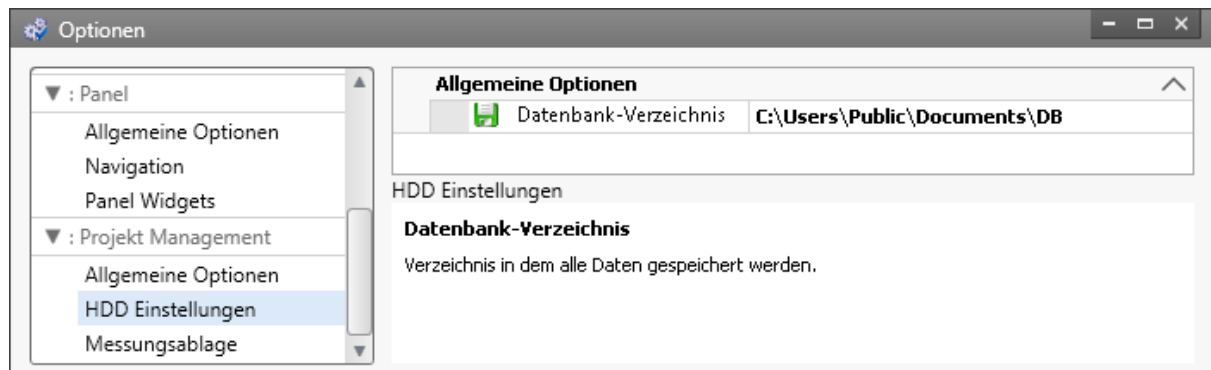 Optionen
▼ : Panel
Allgemeine Optionen
Navigation
Panel Widgets
▼ : Projekt Management
Allgemeine Optionen
HDD Einstellungen
Messungsablage
Allgemeine Optionen
Datenbank-Verzeichnis C:\Users\Public\Documents\DB
HDD Einstellungen
Datenbank-Verzeichnis
Verzeichnis in dem alle Daten gespeichert werden.